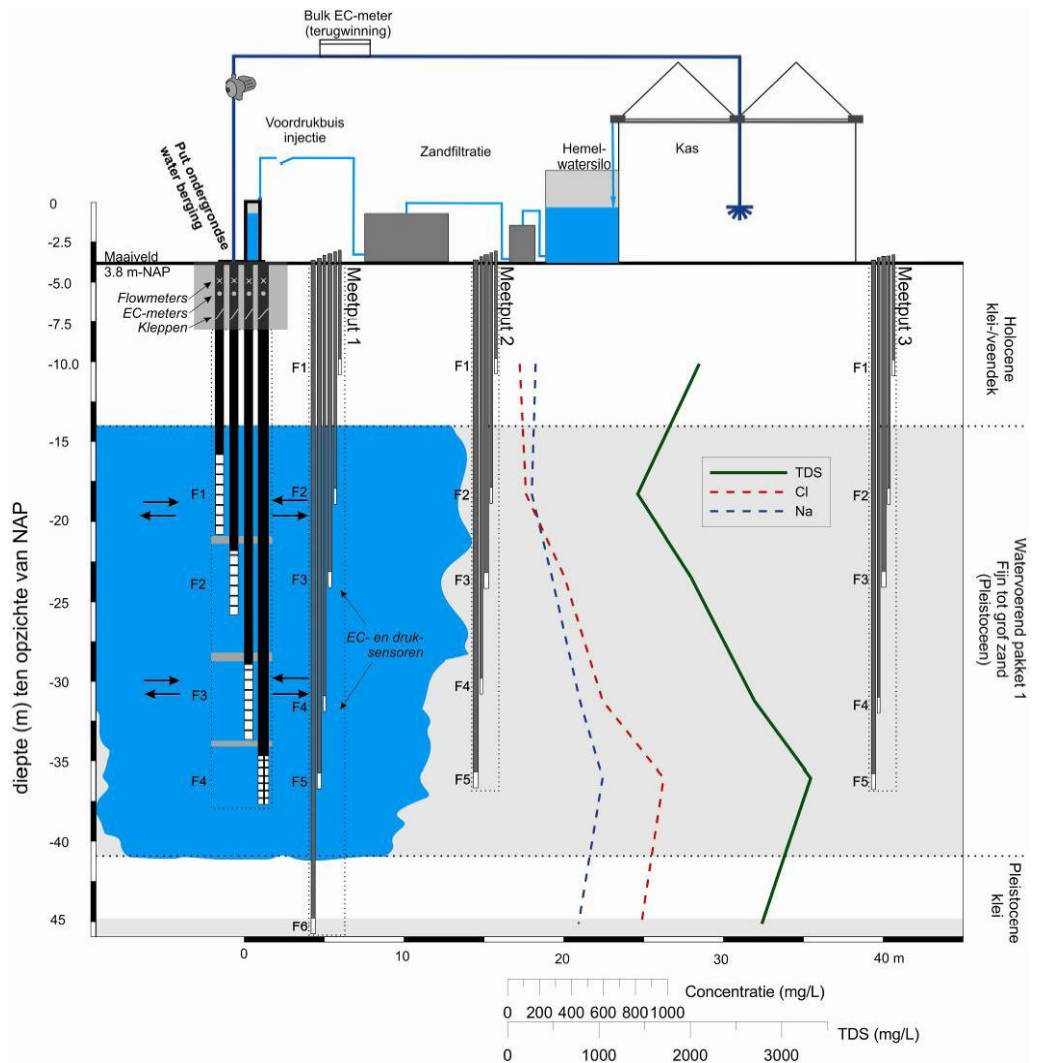 Bulk EC-meter
(terugwinning)
Voordrukbuis
injectie
Zandfiltratie
Hemel-
watersilo
Kas
Put ondergrondse
water berging
0
-2.5
Maaiveld
3.8 m-NAP
-5.0
-7.5
-10.0
-15
-20
-25
-30
-35
-40
45
diepte (m) ten opzichte van NAP
Flowmeters
EC-meters
Kleppen
F1
F2
F3
F4
Meetput 1
F1
F2
F3
F4
F5
F6
EC- en druk-
sensoren
Meetput 2
F1
F2
F3
F4
F5
TDS
Cl
Na
Meetput 3
F1
F2
F3
F4
F5
Holocene
klei-/veendek
Watervoerend pakket 1
Fijn tot grof zand
(Pleistoceen)
Pleistocene
klei
0
10
20
30
40 m
Concentratie (mg/L)
0 200 400 600 800 1000
TDS (mg/L)
0 1000 2000 3000